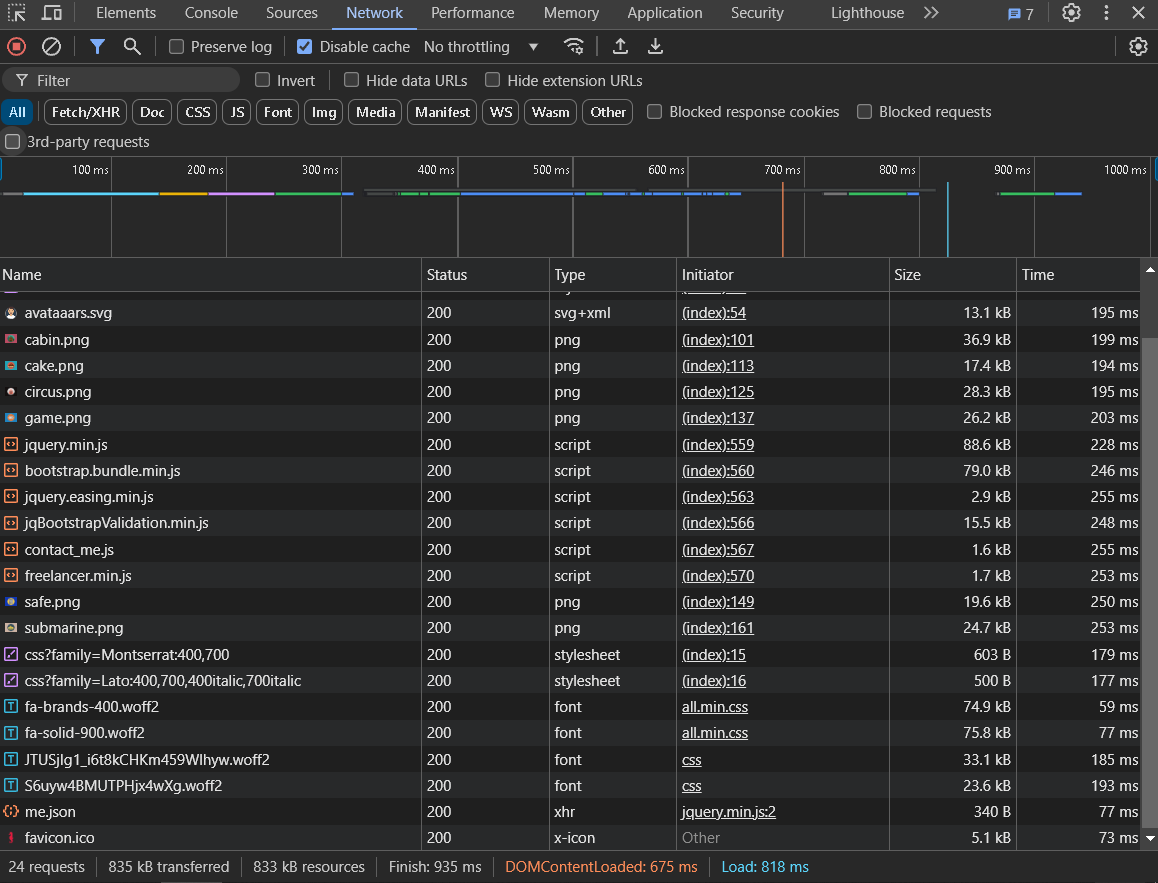 Elements Console Sources Network Performance Memory Application Security Lighthouse 7
Preserve log Disable cache No throttling
Filter Invert Hide data URLs Hide extension URLs
All Fetch/XHR Doc CSS JS Font Img Media Manifest WS Wasm Other Blocked response cookies Blocked requests
3rd-party requests
100 ms 200 ms 300 ms 400 ms 500 ms 600 ms 700 ms 800 ms 900 ms 1000 ms
Name Status Type Initiator Size Time
avataaars.svg 200 svg+xml (index):54 13.1 kB 195 ms
cabin.png 200 png (index):101 36.9 kB 199 ms
cake.png 200 png (index):113 17.4 kB 194 ms
circus.png 200 png (index):125 28.3 kB 195 ms
game.png 200 png (index):137 26.2 kB 203 ms
jquery.min.js 200 script (index):559 88.6 kB 228 ms
bootstrap.bundle.min.js 200 script (index):560 79.0 kB 246 ms
jquery.easing.min.js 200 script (index):563 2.9 kB 255 ms
jqBootstrapValidation.min.js 200 script (index):566 15.5 kB 248 ms
contact_me.js 200 script (index):567 1.6 kB 255 ms
freelancer.min.js 200 script (index):570 1.7 kB 253 ms
safe.png 200 png (index):149 19.6 kB 250 ms
submarine.png 200 png (index):161 24.7 kB 253 ms
css?family=Montserrat:400,700 200 stylesheet (index):15 603 B 179 ms
css?family=Lato:400,700,400italic,700italic 200 stylesheet (index):16 500 B 177 ms
fa-brands-400.woff2 200 font all.min.css 74.9 kB 59 ms
fa-solid-900.woff2 200 font all.min.css 75.8 kB 77 ms
JTUSjIg1_i6t8kCHKm459Wlhyw.woff2 200 font css 33.1 kB 185 ms
S6uyw4BMUTPHjx4wXg.woff2 200 font css 23.6 kB 193 ms
me.json 200 xhr jquery.min.js:2 340 B 77 ms
favicon.ico 200 x-icon Other 5.1 kB 73 ms
24 requests 835 kB transferred 833 kB resources Finish: 935 ms DOMContentLoaded: 675 ms Load: 818 ms